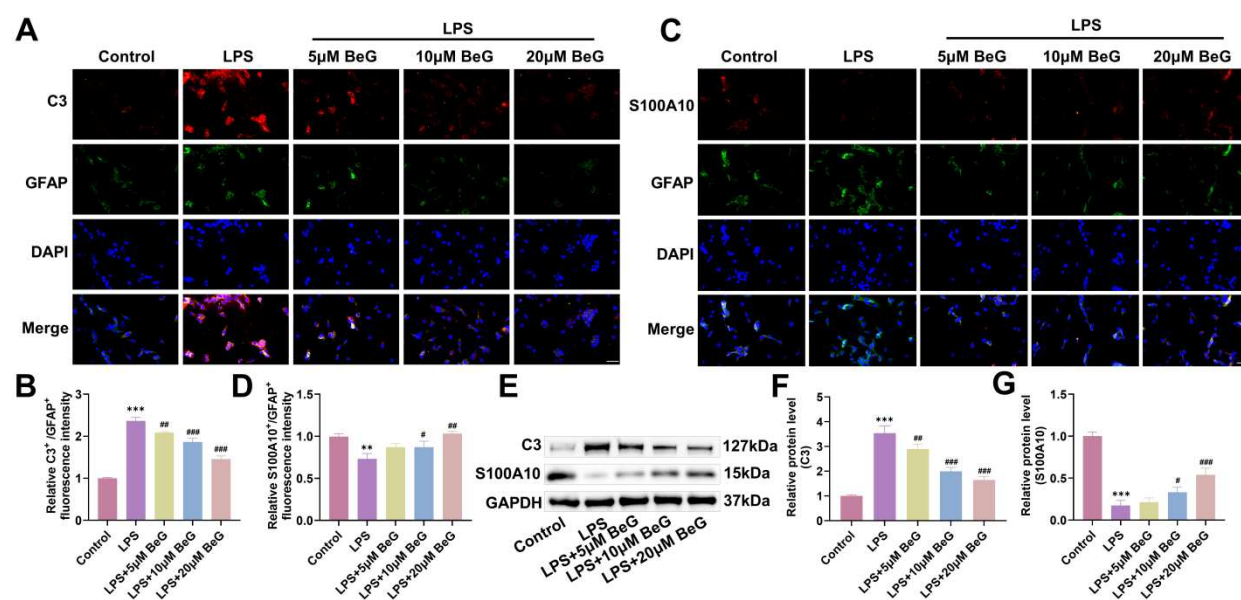 A
LPS
Control
LPS
5μM BeG
10μM BeG
20μM BeG
C3
GFAP
DAPI
Merge
C
LPS
Control
LPS
5μM BeG
10μM BeG
20μM BeG
S100A10
GFAP
DAPI
Merge
B
Relative C3⁺ /GFAP⁺
fluorescence intensity
3
2
1
0
***
##
###
###
Control
LPS
LPS+5μM BeG
LPS+10μM BeG
LPS+20μM BeG
D
Relative S100A10⁺/GFAP⁺
fluorescence intensity
1.5
1.0
0.5
0.0
**
#
##
Control
LPS
LPS+5μM BeG
LPS+10μM BeG
LPS+20μM BeG
E
C3
127kDa
S100A10
15kDa
GAPDH
37kDa
Control
LPS
LPS+5μM BeG
LPS+10μM BeG
LPS+20μM BeG
F
Relative protein level
(C3)
5
4
3
2
1
0
***
##
###
###
Control
LPS
LPS+5μM BeG
LPS+10μM BeG
LPS+20μM BeG
G
Relative protein level
(S100A10)
1.5
1.0
0.5
0.0
***
#
###
Control
LPS
LPS+5μM BeG
LPS+10μM BeG
LPS+20μM BeG